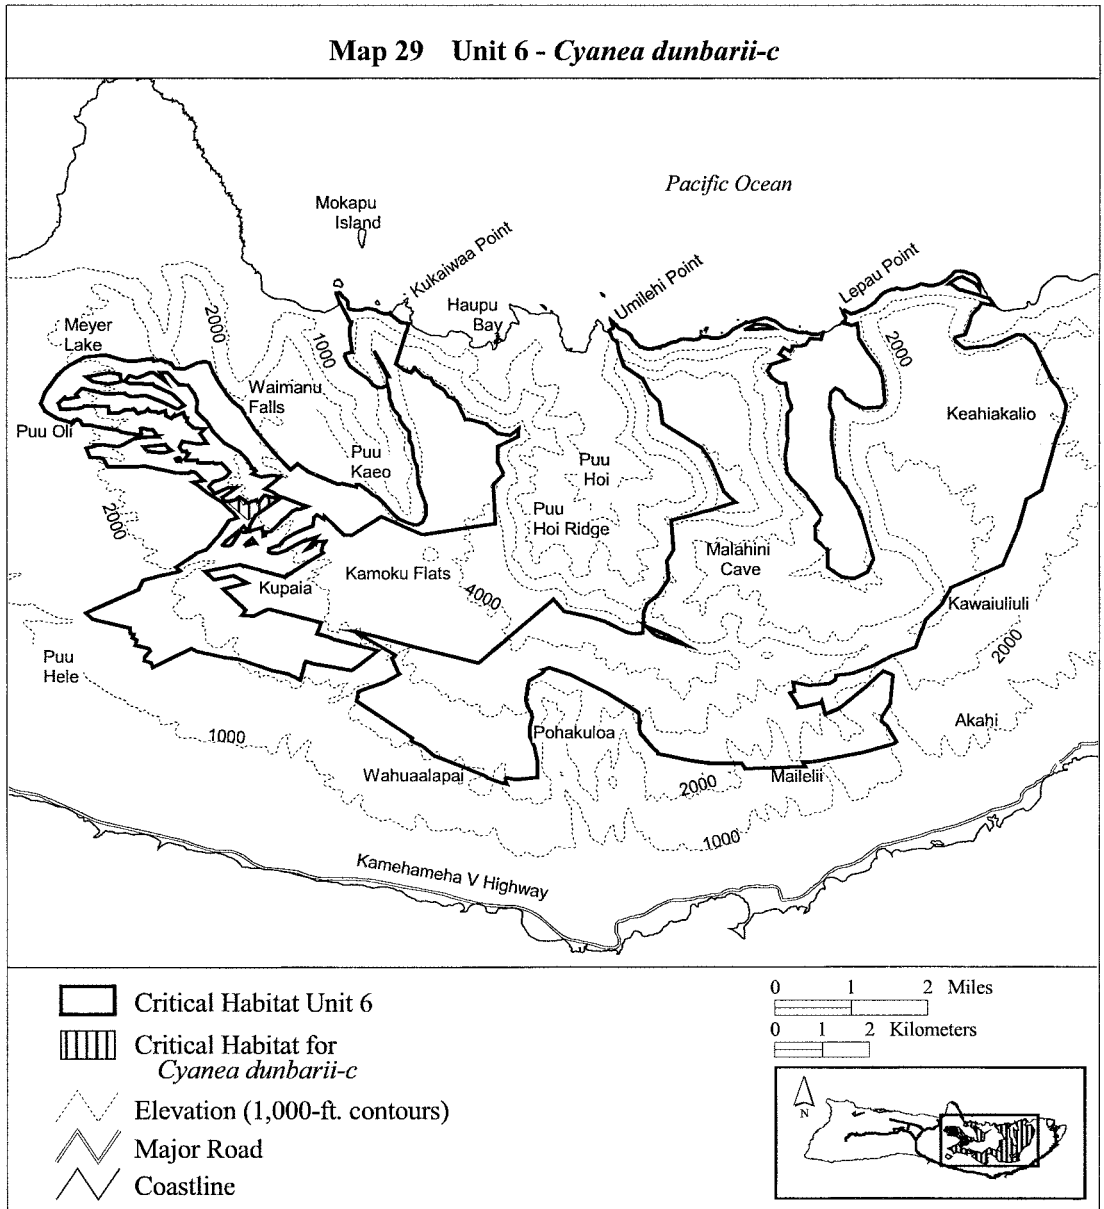 Map 29 Unit 6 - Cyanea dunbarii-c
Pacific Ocean
Mokapu
Island
Kukaiwaa Point
Haupu
Bay
Umilehi Point
Lepau Point
Meyer
Lake
2000
1000
2000
Waimanu
Falls
Keahiakalio
Puu Oli
Puu
Kaeo
Puu
Hoi
Puu
Hoi Ridge
2000
Malahini
Cave
Kupaia
Kamoku Flats
4000
Kawaiuliuli
2000
Puu
Hele
1000
Pohakuloa
Akahi
Wahuaalapai
Mailelii
2000
1000
Kamehameha V Highway
Critical Habitat Unit 6
Critical Habitat for
Cyanea dunbarii-c
Elevation (1,000-ft. contours)
Major Road
Coastline
0 1 2 Miles
0 1 2 Kilometers
N